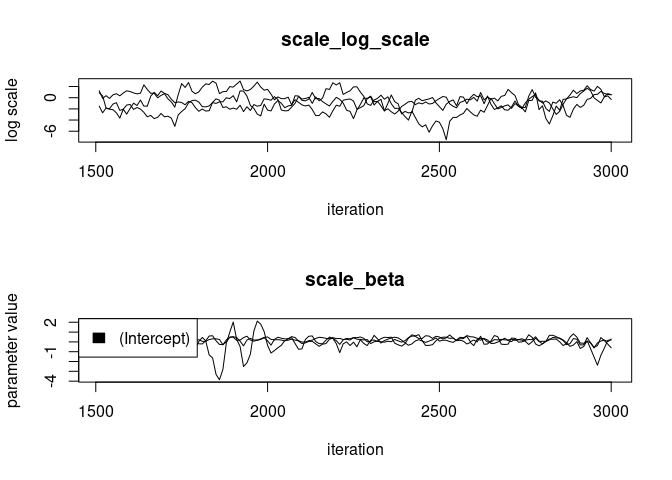 scale_log_scale
log scale
0
-6
1500 2000 2500 3000
iteration
scale_beta
parameter value
2
-1
-4
(Intercept)
1500 2000 2500 3000
iteration